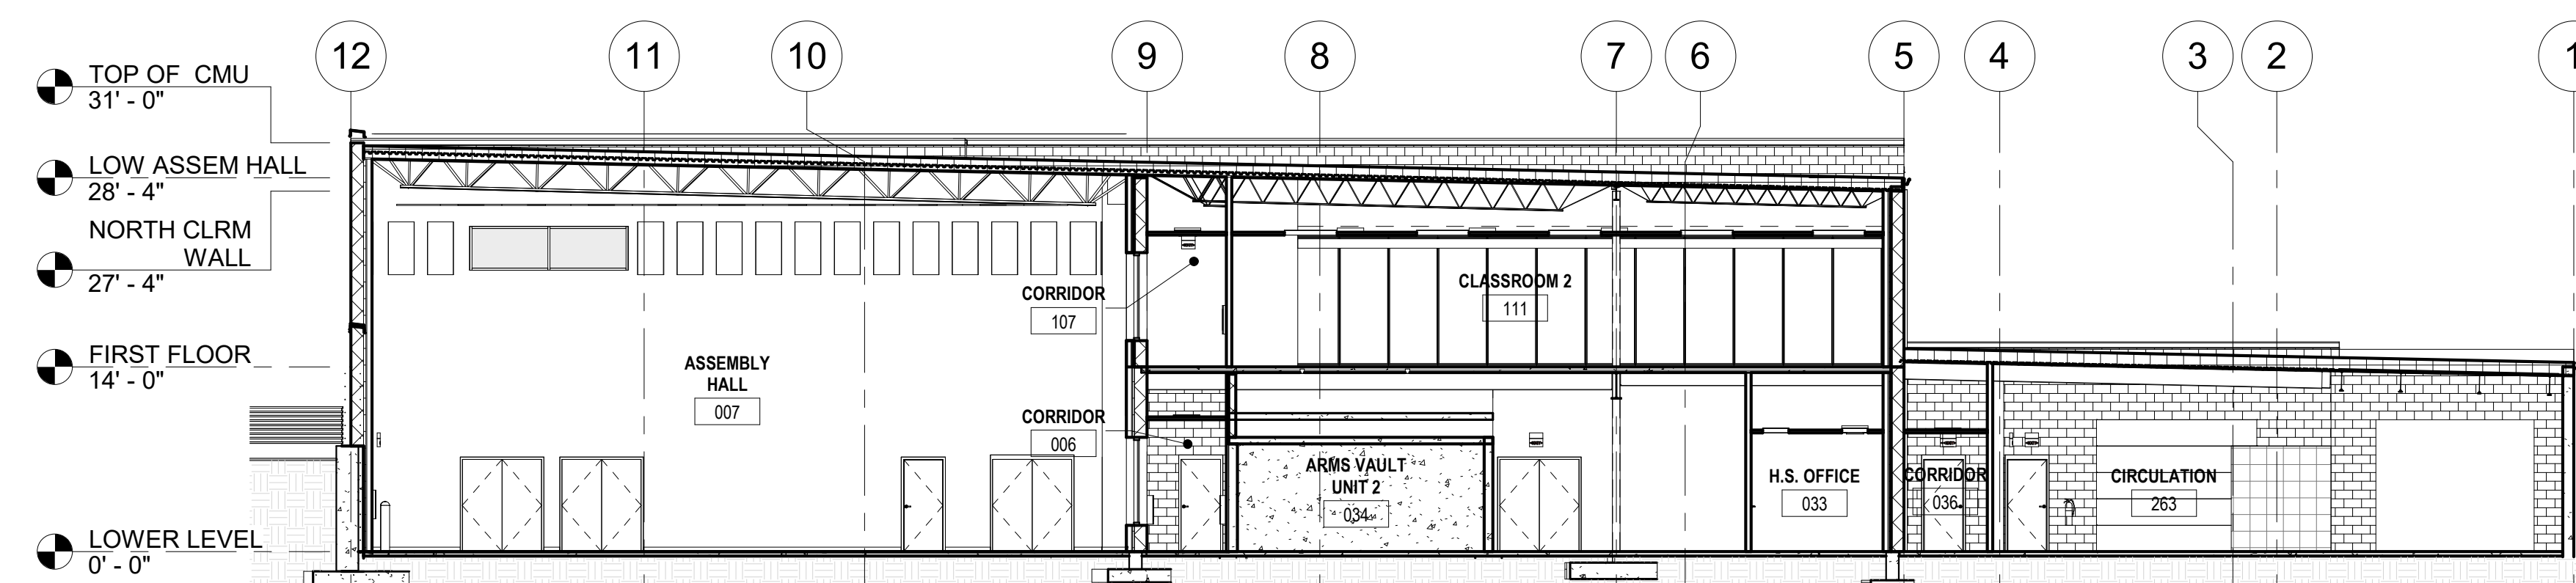 12
11
10
9
8
7
6
5
4
3
2
1
TOP OF CMU
31' - 0"
LOW ASSEM HALL
28' - 4"
NORTH CLRM
WALL
27' - 4"
FIRST FLOOR
14' - 0"
LOWER LEVEL
0' - 0"
ASSEMBLY
HALL
007
CORRIDOR
107
CORRIDOR
006
CLASSROOM 2
111
ARMS VAULT
UNIT 2
034
H.S. OFFICE
033
CORRIDOR
036
CIRCULATION
263